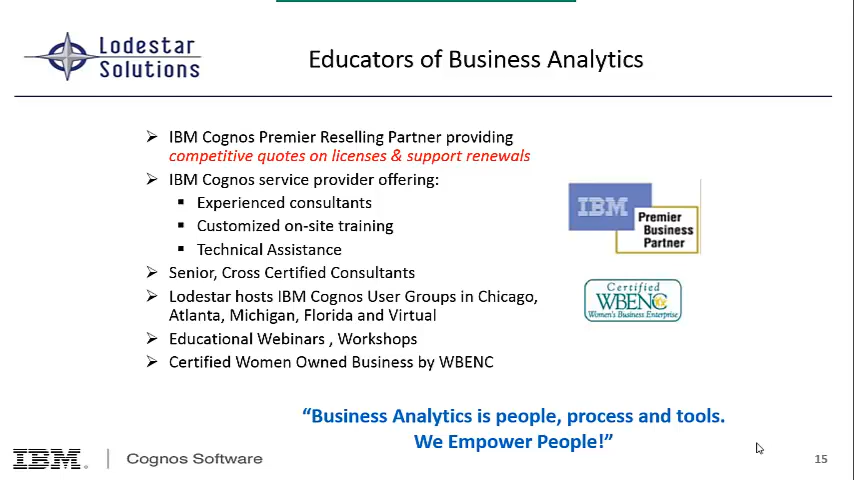 Lodestar
Solutions
Educators of Business Analytics
IBM Cognos Premier Reselling Partner providing
competitive quotes on licenses & support renewals
IBM Cognos service provider offering:
Experienced consultants
Customized on-site training
Technical Assistance
Senior, Cross Certified Consultants
Lodestar hosts IBM Cognos User Groups in Chicago,
Atlanta, Michigan, Florida and Virtual
Educational Webinars , Workshops
Certified Women Owned Business by WBENC
IBM
Premier
Business
Partner
Certified
WBENC
Women's Business Enterprise
“Business Analytics is people, process and tools.
We Empower People!”
IBM® Cognos Software
15